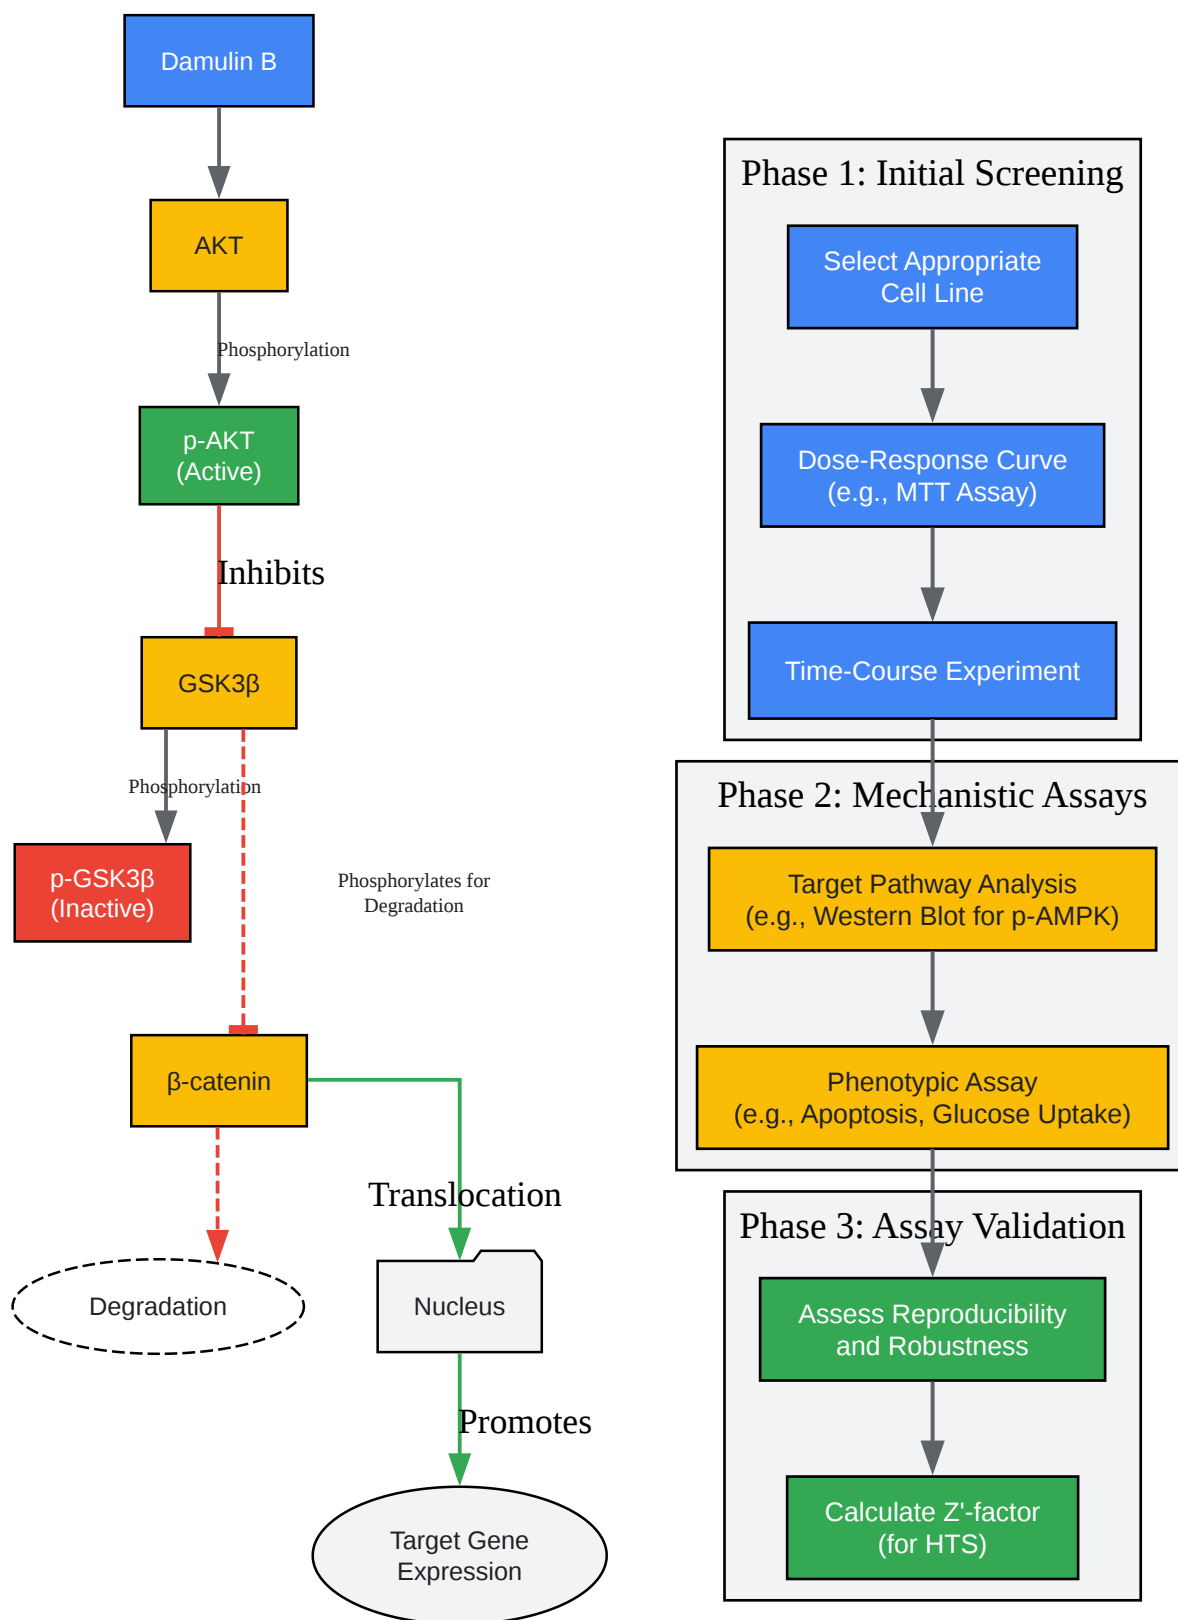 Damulin B
AKT
Phosphorylation
p-AKT
(Active)
Inhibits
GSK3β
Phosphorylation
p-GSK3β
(Inactive)
Phosphorylates for
Degradation
β-catenin
Translocation
Degradation
Nucleus
Promotes
Target Gene
Expression
Phase 1: Initial Screening
Select Appropriate
Cell Line
Dose-Response Curve
(e.g., MTT Assay)
Time-Course Experiment
Phase 2: Mechanistic Assays
Target Pathway Analysis
(e.g., Western Blot for p-AMPK)
Phenotypic Assay
(e.g., Apoptosis, Glucose Uptake)
Phase 3: Assay Validation
Assess Reproducibility
and Robustness
Calculate Z'-factor
(for HTS)